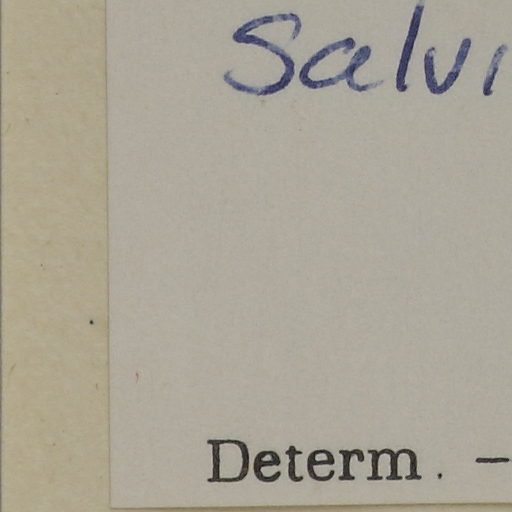 Salvi
Determ. –